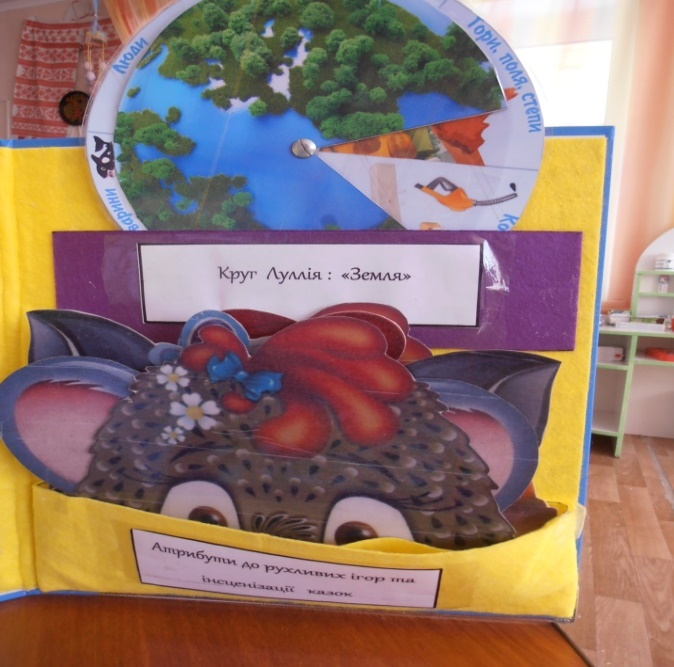 Люди
Гори, поля, степи
Круг Луллія : «Земля»
Атрибути до рухливих ігор та
інсценізації казок